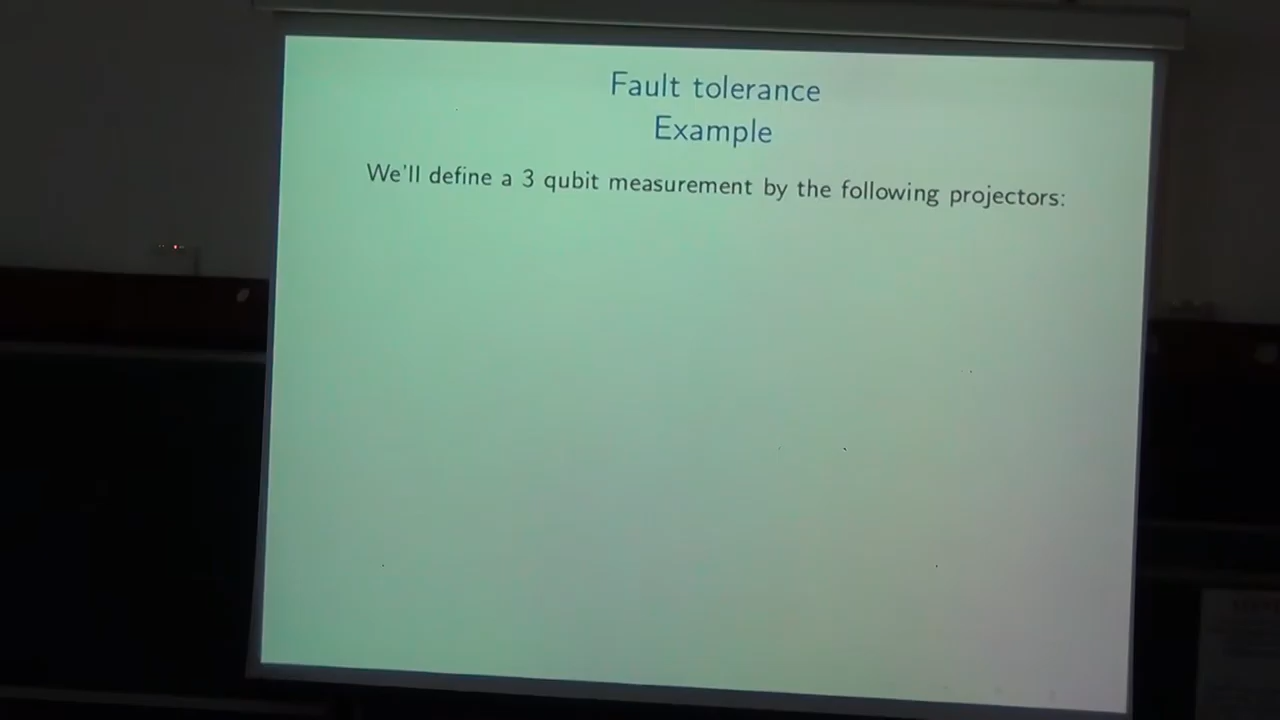 Fault tolerance
Example
We'll define a 3 qubit measurement by the following projectors: